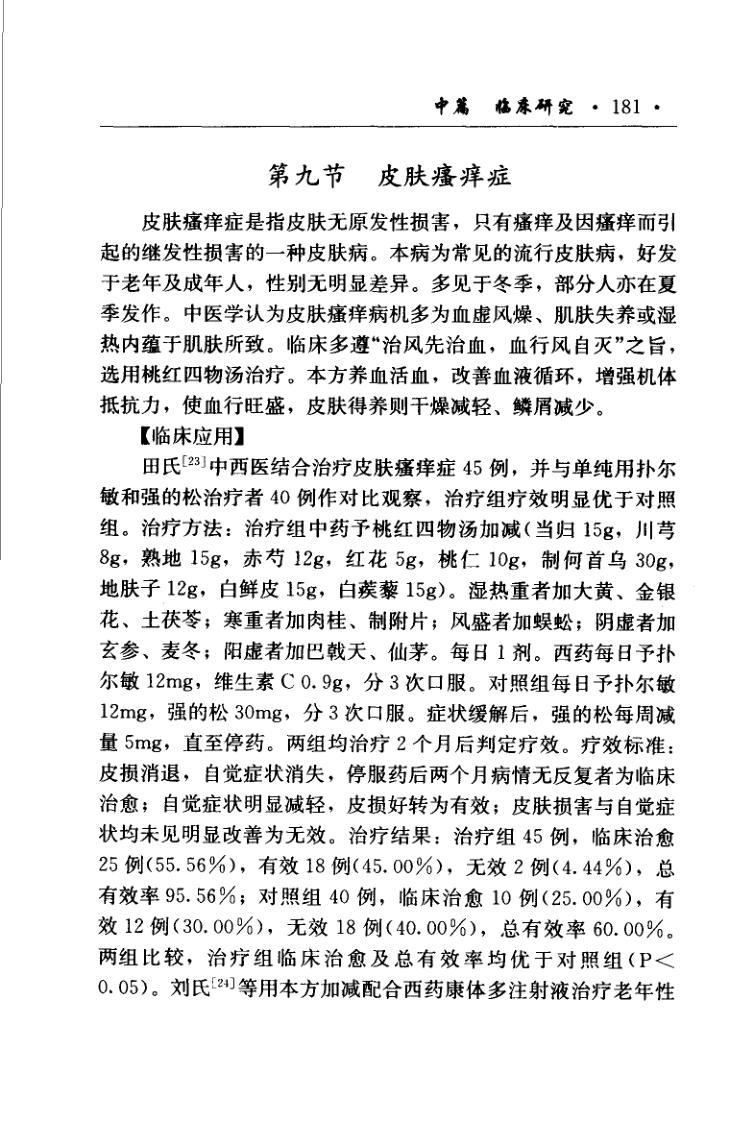 中篇　临床研究 · 181 ·
第九节　皮肤瘙痒症
皮肤瘙痒症是指皮肤无原发性损害，只有瘙痒及因瘙痒而引
起的继发性损害的一种皮肤病。本病为常见的流行皮肤病，好发
于老年及成年人，性别无明显差异。多见于冬季，部分人亦在夏
季发作。中医学认为皮肤瘙痒病机多为血虚风燥、肌肤失养或湿
热内蕴于肌肤所致。临床多遵“治风先治血，血行风自灭”之旨，
选用桃红四物汤治疗。本方养血活血，改善血液循环，增强机体
抵抗力，使血行旺盛，皮肤得养则干燥减轻、鳞屑减少。
【临床应用】
田氏[23]中西医结合治疗皮肤瘙痒症 45 例，并与单纯用扑尔
敏和强的松治疗者 40 例作对比观察，治疗组疗效明显优于对照
组。治疗方法：治疗组中药予桃红四物汤加减（当归 15g，川芎
8g，熟地 15g，赤芍 12g，红花 5g，桃仁 10g，制何首乌 30g，
地肤子 12g，白鲜皮 15g，白蒺藜 15g）。湿热重者加大黄、金银
花、土茯苓；寒重者加肉桂、制附片；风盛者加蜈蚣；阴虚者加
玄参、麦冬；阳虚者加巴戟天、仙茅。每日 1 剂。西药每日予扑
尔敏 12mg，维生素 C 0.9g，分 3 次口服。对照组每日予扑尔敏
12mg，强的松 30mg，分 3 次口服。症状缓解后，强的松每周减
量 5mg，直至停药。两组均治疗 2 个月后判定疗效。疗效标准：
皮损消退，自觉症状消失，停服药后两个月病情无反复者为临床
治愈；自觉症状明显减轻，皮损好转为有效；皮肤损害与自觉症
状均未见明显改善为无效。治疗结果：治疗组 45 例，临床治愈
25 例(55.56%)，有效 18 例(45.00%)，无效 2 例(4.44%)，总
有效率 95.56%；对照组 40 例，临床治愈 10 例(25.00%)，有
效 12 例(30.00%)，无效 18 例(40.00%)，总有效率 60.00%。
两组比较，治疗组临床治愈及总有效率均优于对照组（P＜
0.05）。刘氏[24]等用本方加减配合西药康体多注射液治疗老年性